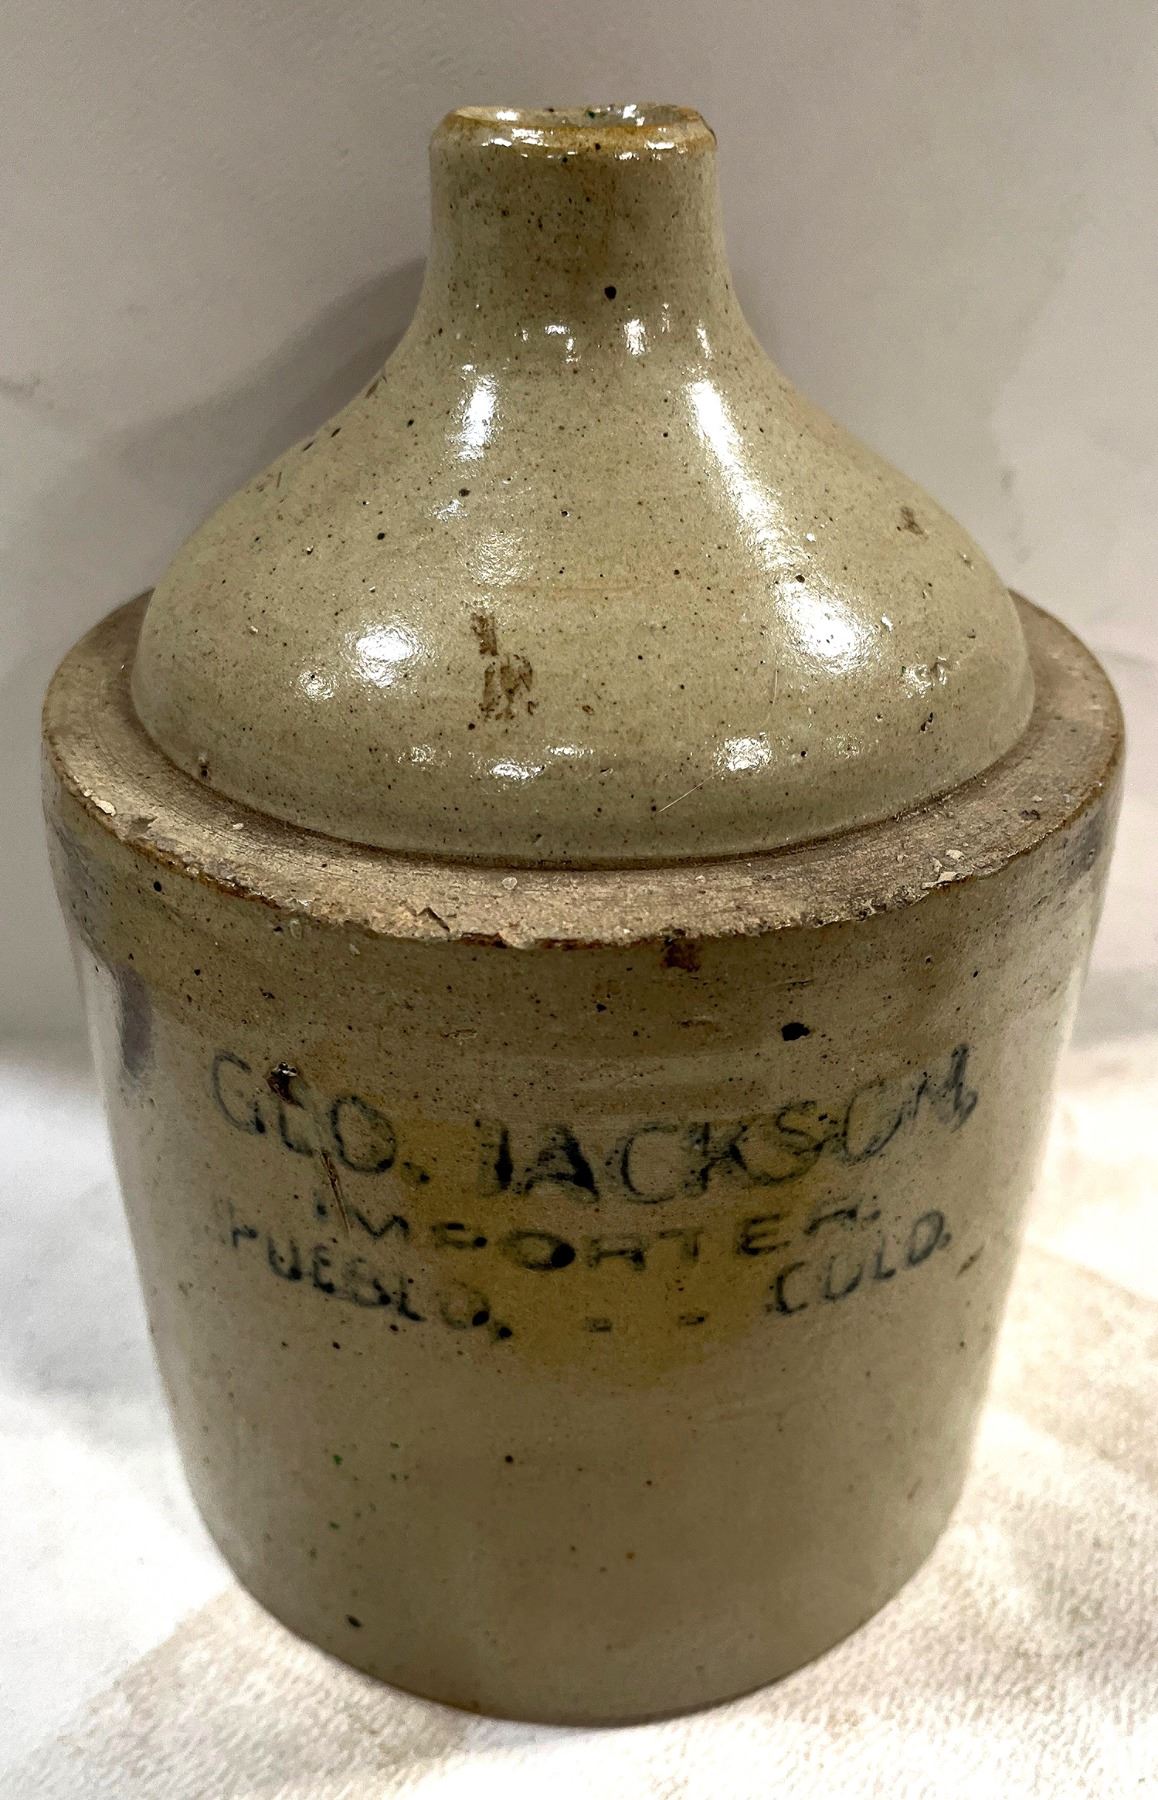 GEO. JACKSON,
IMPORTER.
PUEBLO, - - COLO.